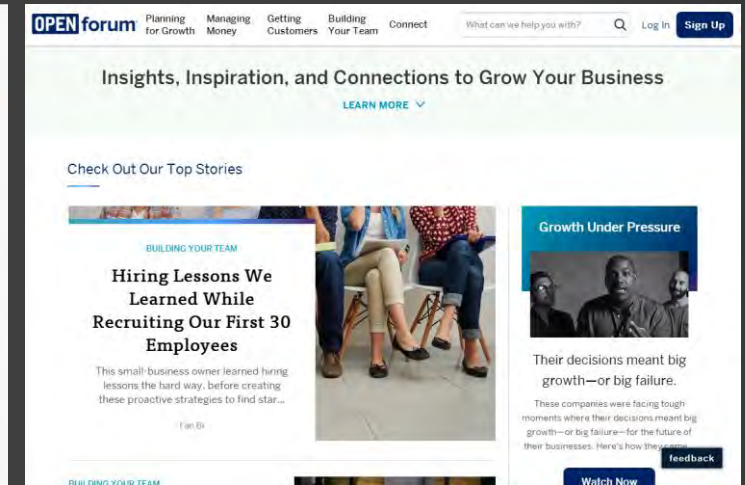 OPEN forum
Planning for Growth
Managing Money
Getting Customers
Building Your Team
Connect
What can we help you with?
Log In
Sign Up
Insights, Inspiration, and Connections to Grow Your Business
LEARN MORE
Check Out Our Top Stories
BUILDING YOUR TEAM
Hiring Lessons We
Learned While
Recruiting Our First 30
Employees
This small-business owner learned hiring
lessons the hard way, before creating
these proactive strategies to find star...
Fan Bi
BUILDING YOUR TEAM
Growth Under Pressure
Their decisions meant big
growth—or big failure.
These companies were facing tough
moments where their decisions meant big
growth—or big failure—for the future of
their businesses. Here's how they came
feedback
Watch Now